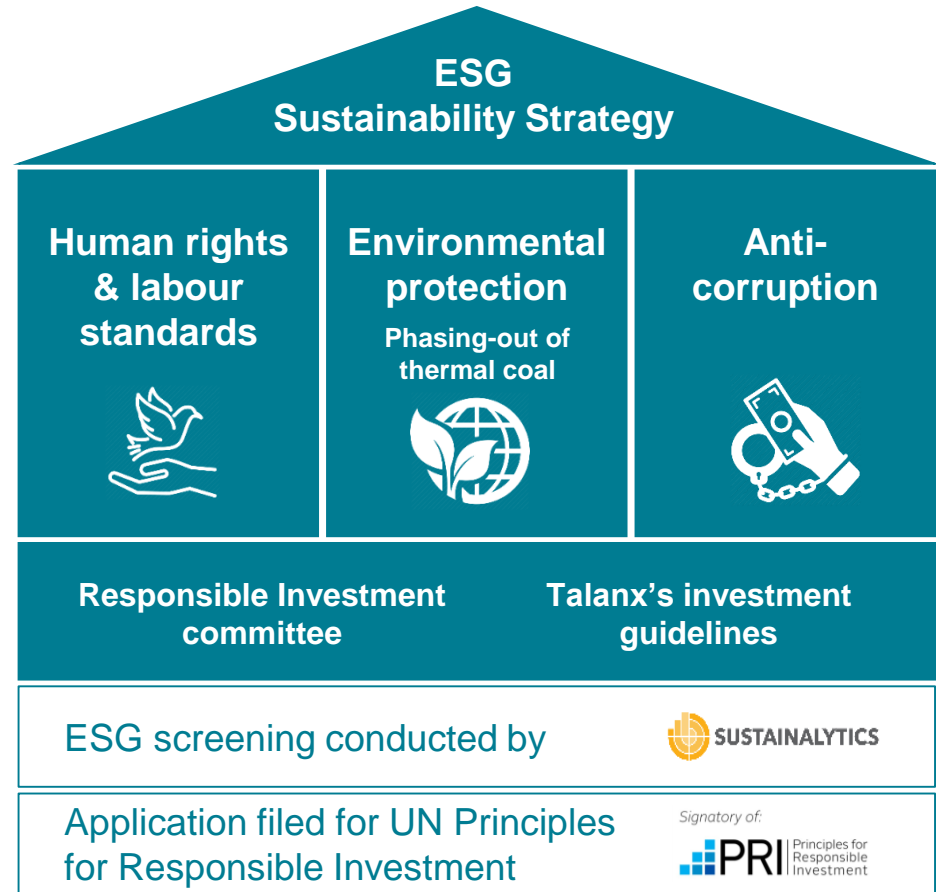 ESG
Sustainability Strategy
Human rights
& labour
standards
Environmental
protection
Phasing-out of
thermal coal
Anti-
corruption
Responsible Investment
committee
Talanx’s investment
guidelines
ESG screening conducted by
SUSTAINALYTICS
Application filed for UN Principles
for Responsible Investment
Signatory of:
PRI
Principles for
Responsible
Investment